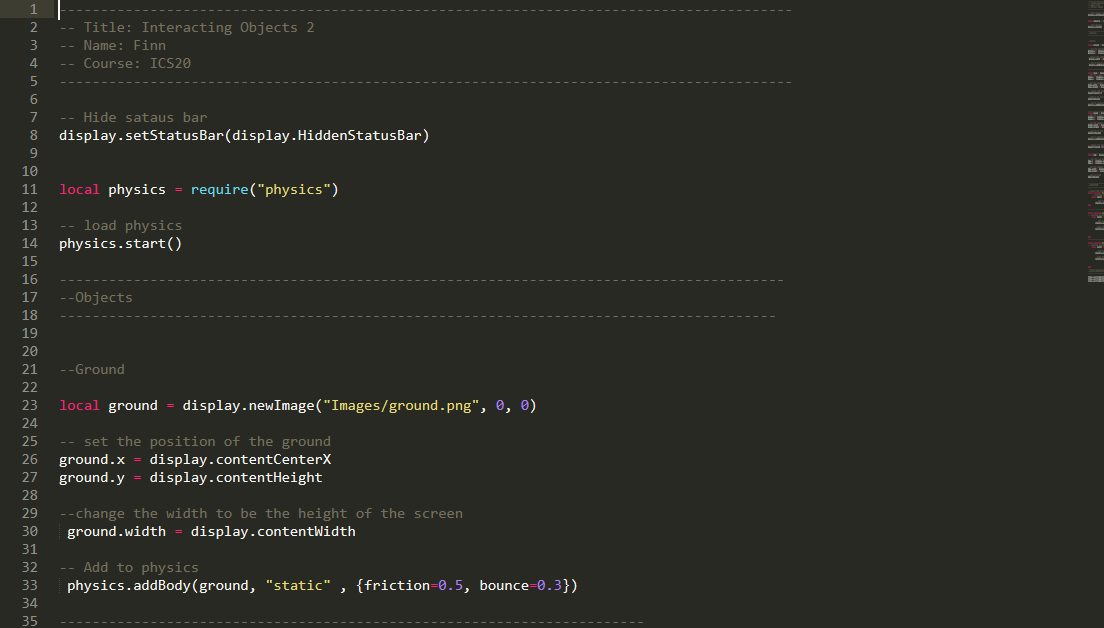 1 -----------------------------------------------------------------------------------------
2 -- Title: Interacting Objects 2
3 -- Name: Finn
4 -- Course: ICS20
5 -----------------------------------------------------------------------------------------
6
7 -- Hide sataus bar
8 display.setStatusBar(display.HiddenStatusBar)
9
10
11 local physics = require("physics")
12
13 -- load physics
14 physics.start()
15
16 ----------------------------------------------------------------------------------------
17 --Objects
18 ---------------------------------------------------------------------------------------
19
20
21 --Ground
22
23 local ground = display.newImage("Images/ground.png", 0, 0)
24
25 -- set the position of the ground
26 ground.x = display.contentCenterX
27 ground.y = display.contentHeight
28
29 --change the width to be the height of the screen
30  ground.width = display.contentWidth
31
32 -- Add to physics
33  physics.addBody(ground, "static" , {friction=0.5, bounce=0.3})
34
35 -----------------------------------------------------------------------